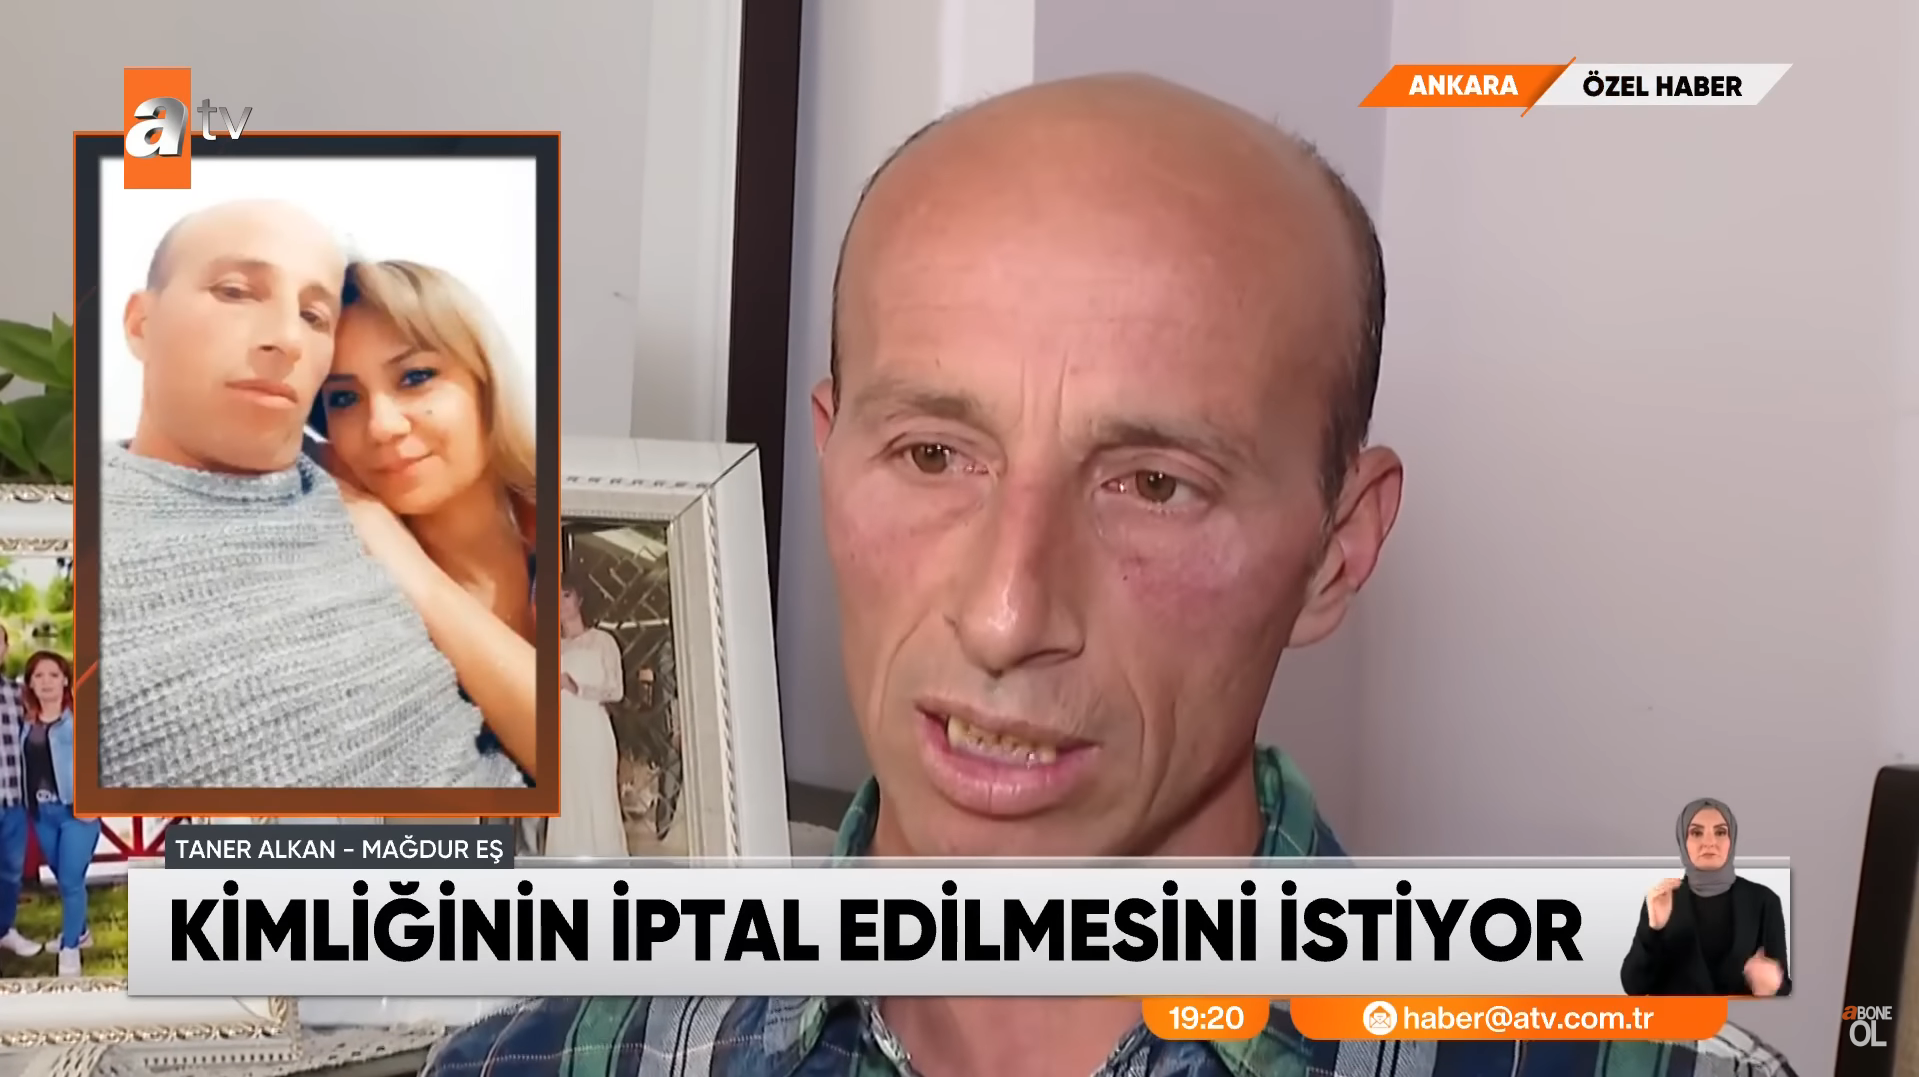 a tv
ANKARA
ÖZEL HABER
TANER ALKAN - MAĞDUR EŞ
KİMLİĞİNİN İPTAL EDİLMESİNİ İSTİYOR
19:20
haber@atv.com.tr
aBONE
OL